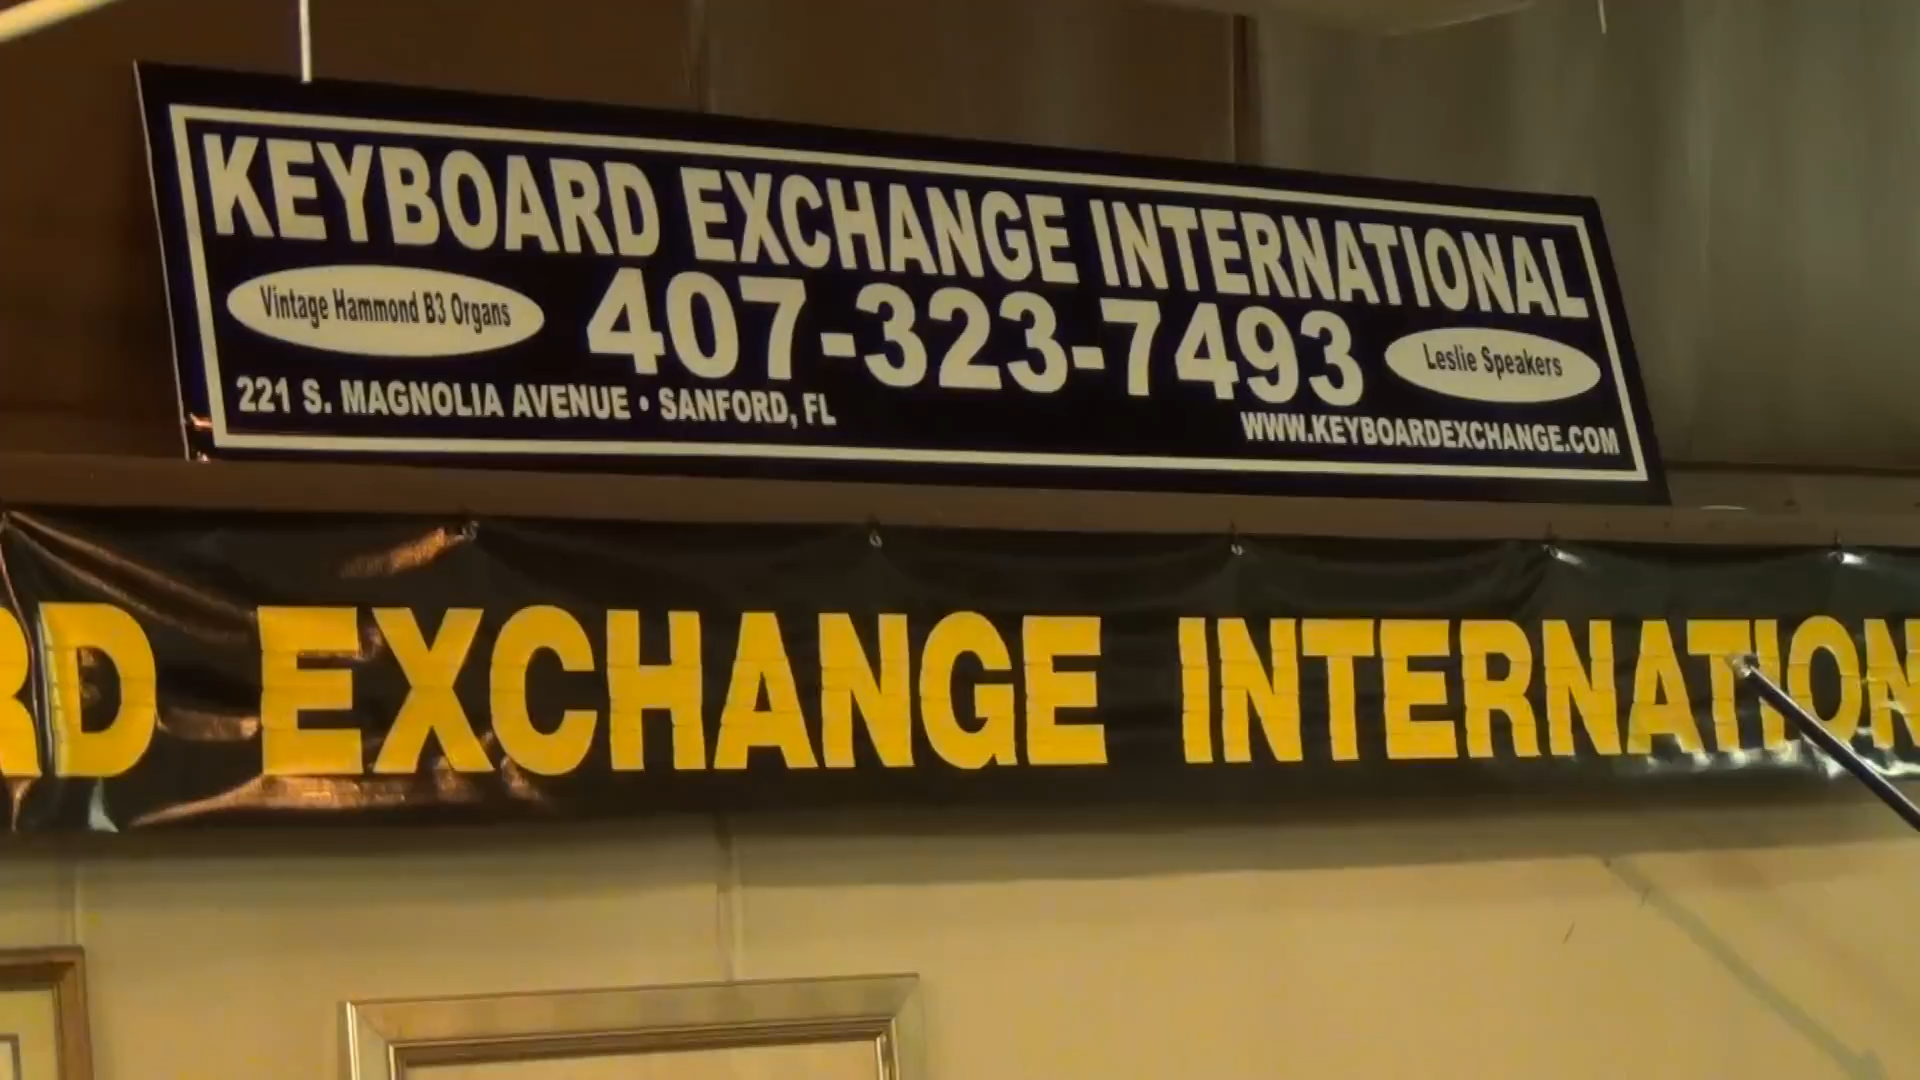 KEYBOARD EXCHANGE INTERNATIONAL
Vintage Hammond B3 Organs
407-323-7493
Leslie Speakers
221 S. MAGNOLIA AVENUE • SANFORD, FL
WWW.KEYBOARDEXCHANGE.COM
RD EXCHANGE INTERNATION